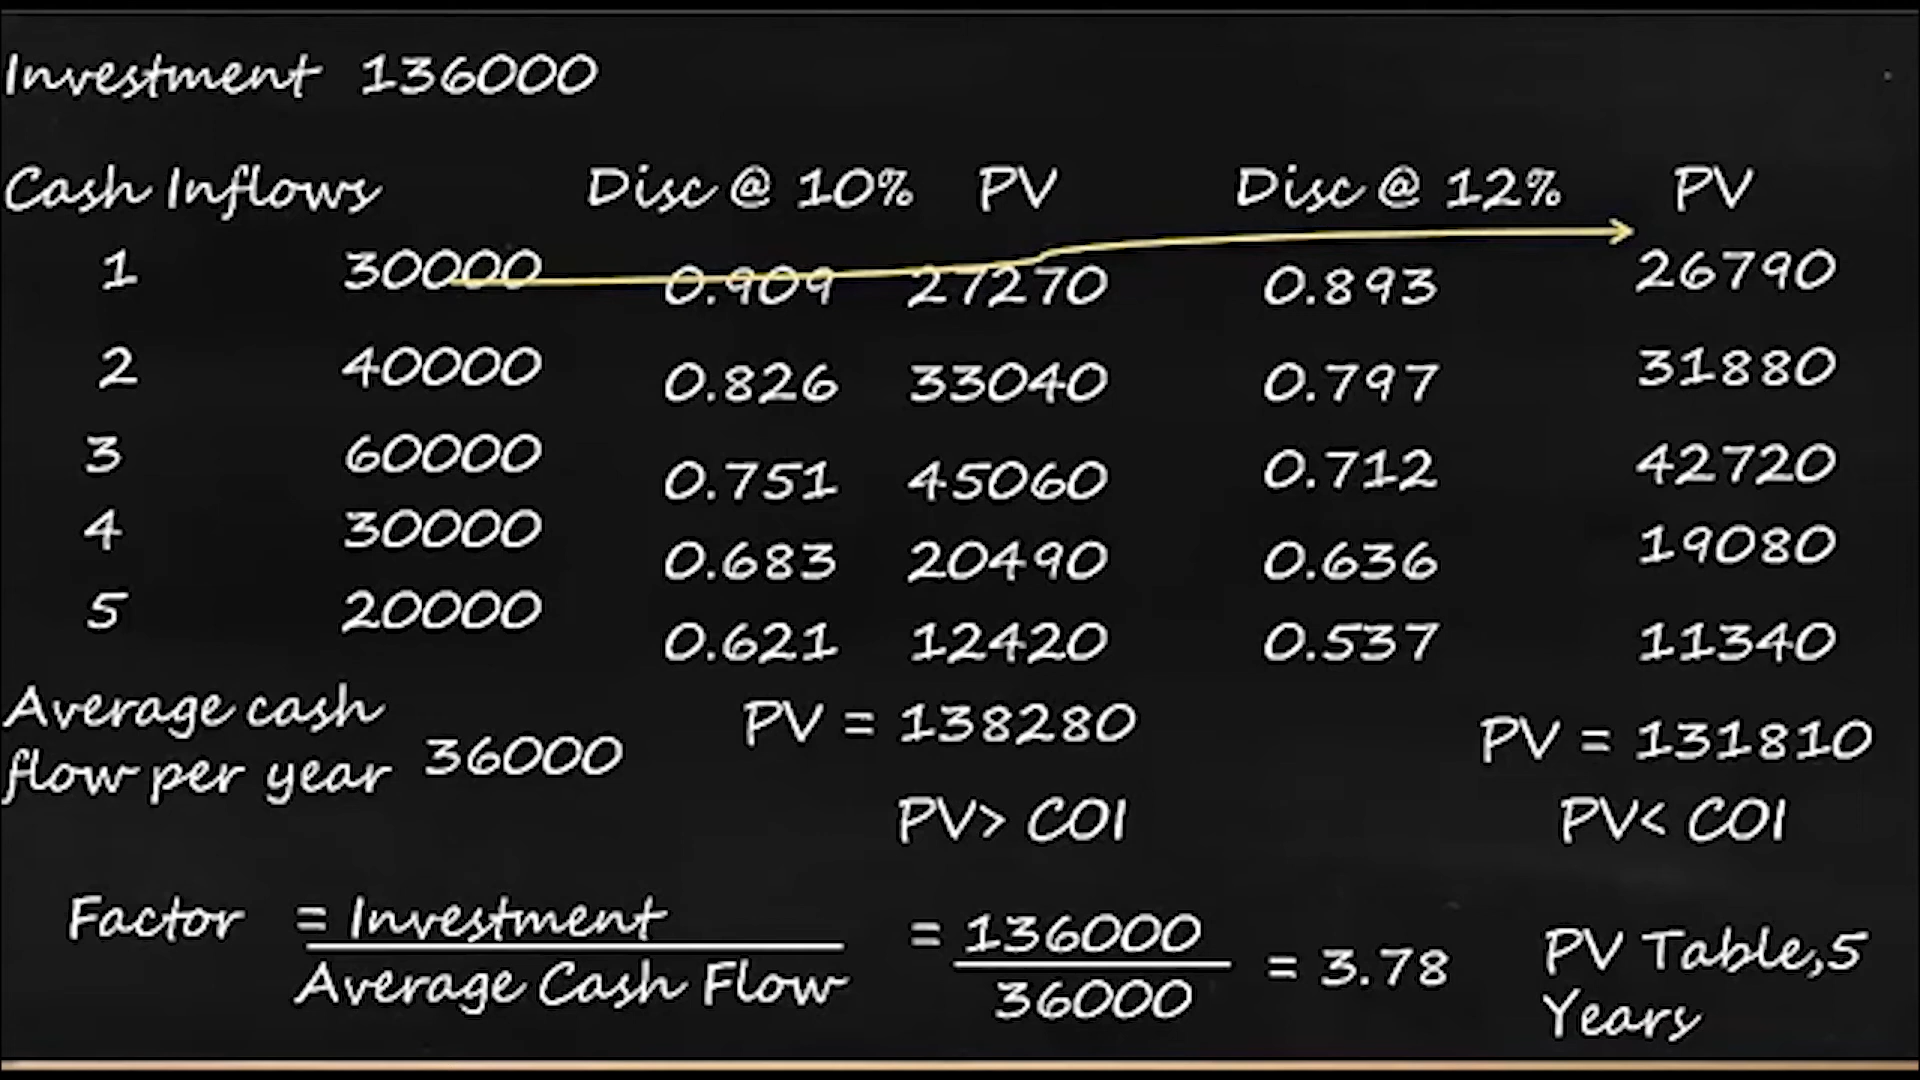 Investment 136000
Cash Inflows Disc @ 10% PV Disc @ 12% PV
1 30000 0.909 27270 0.893 26790
2 40000 0.826 33040 0.797 31880
3 60000 0.751 45060 0.712 42720
4 30000 0.683 20490 0.636 19080
5 20000 0.621 12420 0.537 11340
Average cash
flow per year 36000
PV = 138280 PV = 131810
PV> COI PV< COI
Factor = Investment
Average Cash Flow
= 136000
36000
= 3.78
PV Table,5
Years